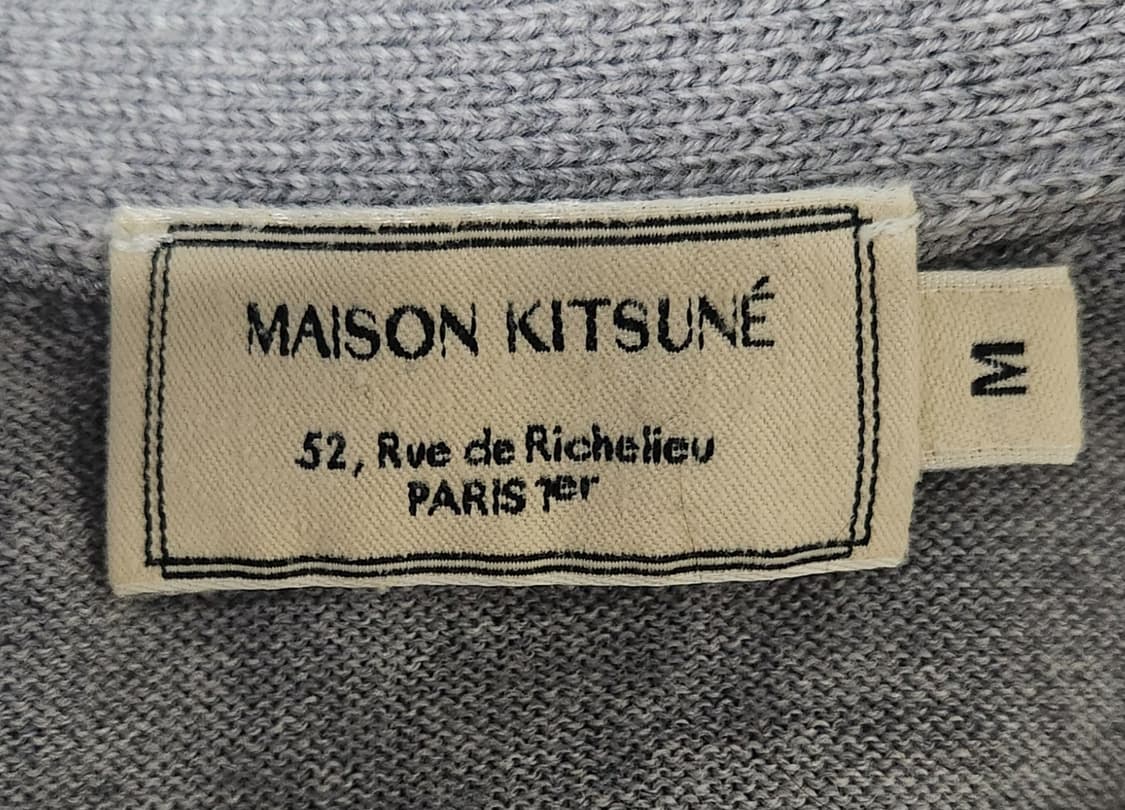 MAISON KITSUNÉ
52, Rue de Richelieu
PARIS 1er
M